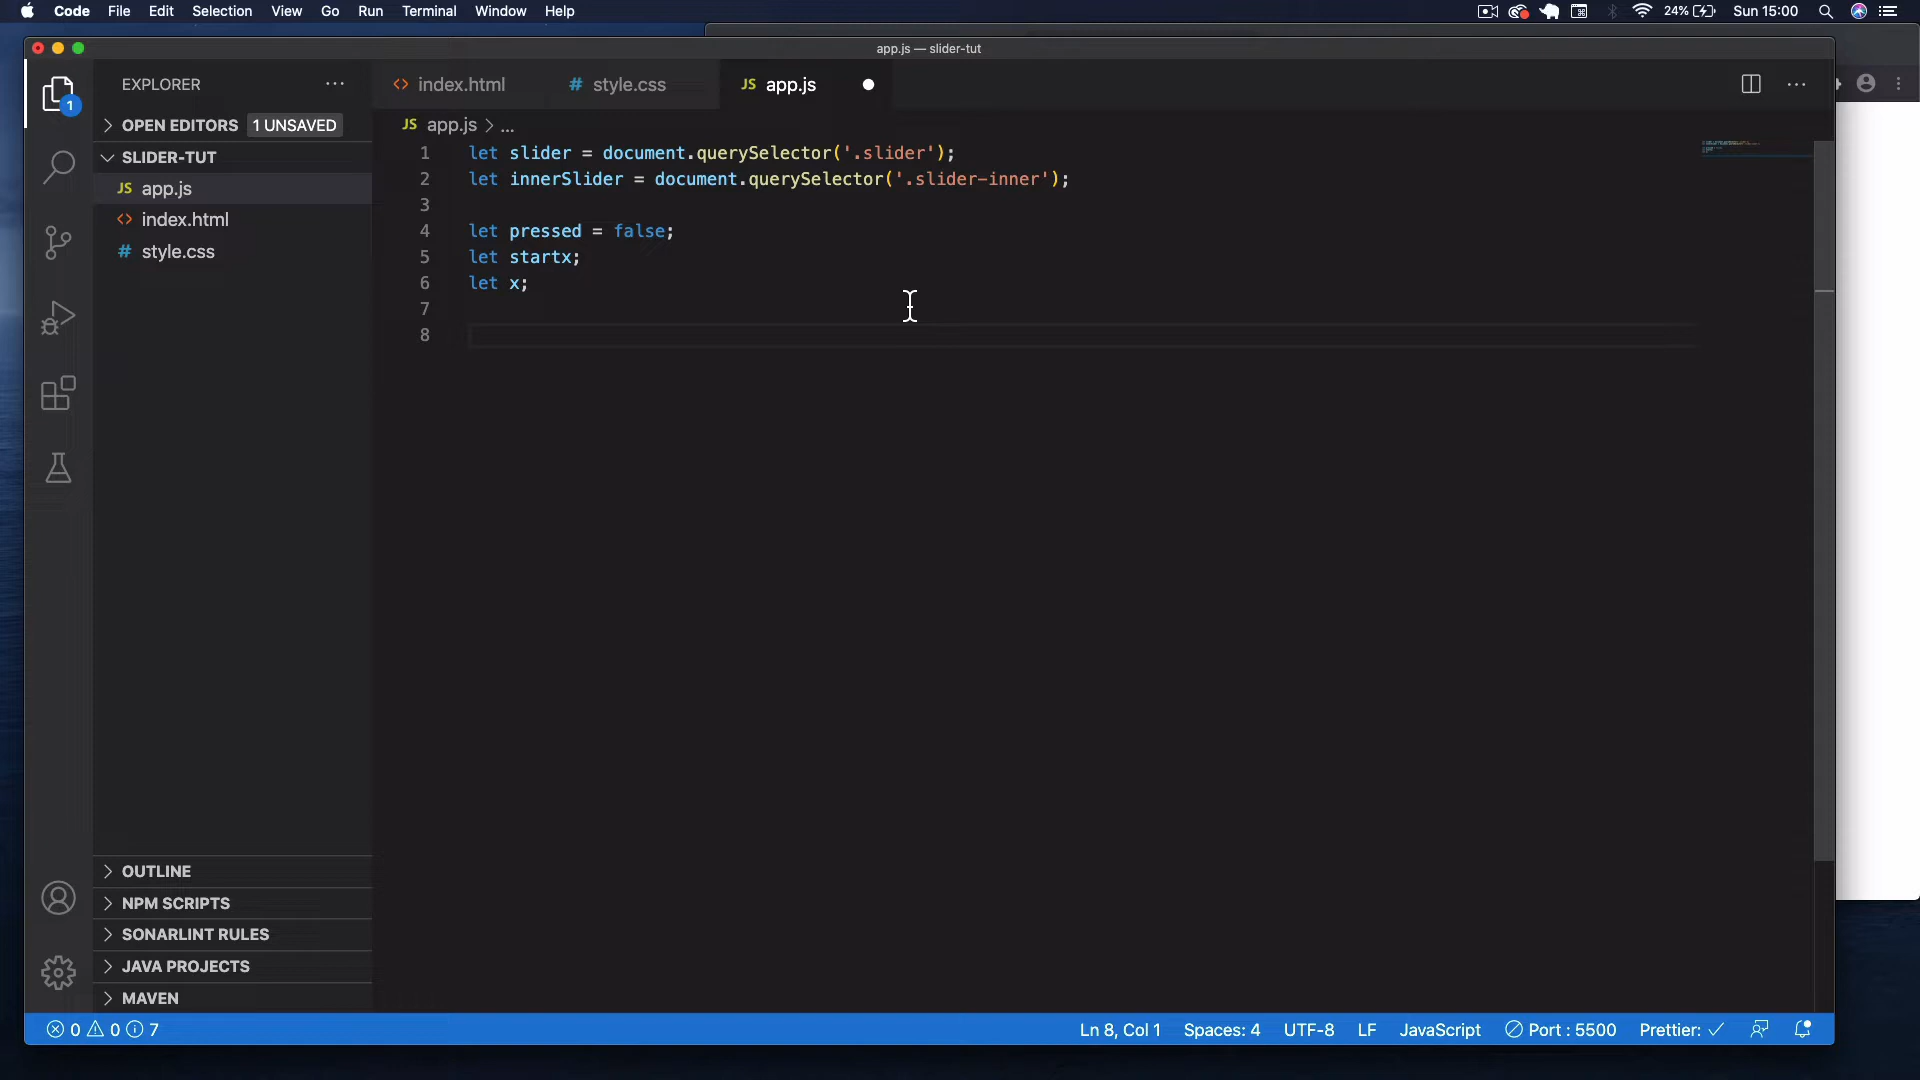 Code File Edit Selection View Go Run Terminal Window Help 24% Sun 15:00
app.js — slider-tut
EXPLORER
index.html
style.css
JS app.js
OPEN EDITORS 1 UNSAVED
JS app.js > ...
SLIDER-TUT
JS app.js
index.html
# style.css
1 let slider = document.querySelector('.slider');
2 let innerSlider = document.querySelector('.slider-inner');
3
4 let pressed = false;
5 let startx;
6 let x;
7
8
1
OUTLINE
NPM SCRIPTS
SONARLINT RULES
JAVA PROJECTS
MAVEN
0 0 7 Ln 8, Col 1 Spaces: 4 UTF-8 LF JavaScript Port : 5500 Prettier: ✓